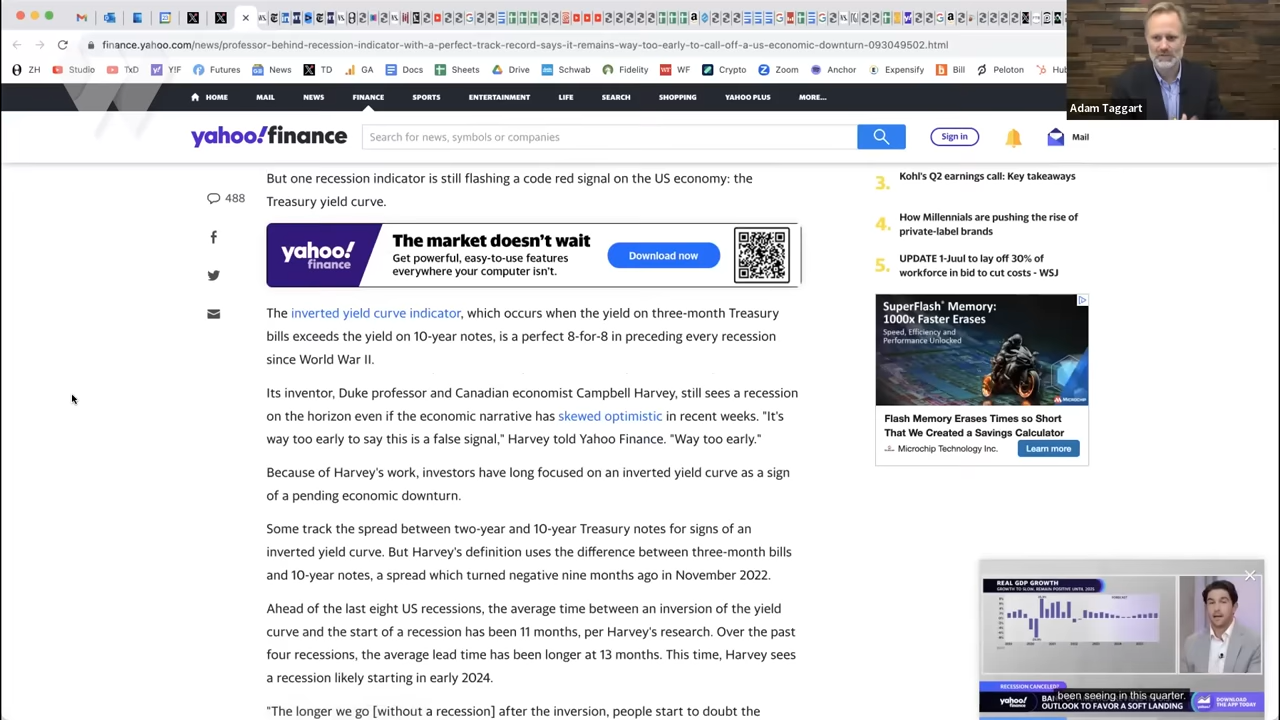 finance.yahoo.com/news/professor-behind-recession-indicator-with-a-perfect-track-record-says-it-remains-way-too-early-to-call-off-a-us-economic-downturn-093049502.html
ZH Studio TxD Y!F Futures News TD GA Docs Sheets Drive Schwab Fidelity WF Crypto Zoom Anchor Expensify Bill Peloton
Adam Taggart
HOME MAIL NEWS FINANCE SPORTS ENTERTAINMENT LIFE SEARCH SHOPPING YAHOO PLUS MORE...
yahoo!finance
Search for news, symbols or companies
Sign in
Mail
488
But one recession indicator is still flashing a code red signal on the US economy: the
Treasury yield curve.
yahoo!
finance
The market doesn't wait
Get powerful, easy-to-use features
everywhere your computer isn't.
Download now
The inverted yield curve indicator, which occurs when the yield on three-month Treasury
bills exceeds the yield on 10-year notes, is a perfect 8-for-8 in preceding every recession
since World War II.
Its inventor, Duke professor and Canadian economist Campbell Harvey, still sees a recession
on the horizon even if the economic narrative has skewed optimistic in recent weeks. "It's
way too early to say this is a false signal," Harvey told Yahoo Finance. "Way too early."
Because of Harvey's work, investors have long focused on an inverted yield curve as a sign
of a pending economic downturn.
Some track the spread between two-year and 10-year Treasury notes for signs of an
inverted yield curve. But Harvey's definition uses the difference between three-month bills
and 10-year notes, a spread which turned negative nine months ago in November 2022.
Ahead of the last eight US recessions, the average time between an inversion of the yield
curve and the start of a recession has been 11 months, per Harvey's research. Over the past
four recessions, the average lead time has been longer at 13 months. This time, Harvey sees
a recession likely starting in early 2024.
3. Kohl's Q2 earnings call: Key takeaways
4. How Millennials are pushing the rise of
private-label brands
5. UPDATE 1-Juul to lay off 30% of
workforce in bid to cut costs - WSJ
SuperFlash® Memory:
1000x Faster Erases
Speed, Efficiency and
Performance Unlocked
MICROCHIP
Flash Memory Erases Times so Short
That We Created a Savings Calculator
Microchip Technology Inc.
Learn more
REAL GDP GROWTH
GROWTH TO SLOW, REMAIN POSITIVE UNTIL 2025
FORECAST
been seeing in this quarter.
RECESSION CANCELED?
yahoo!
finance
OUTLOOK TO FAVOR A SOFT LANDING
DOWNLOAD
THE APP TODAY